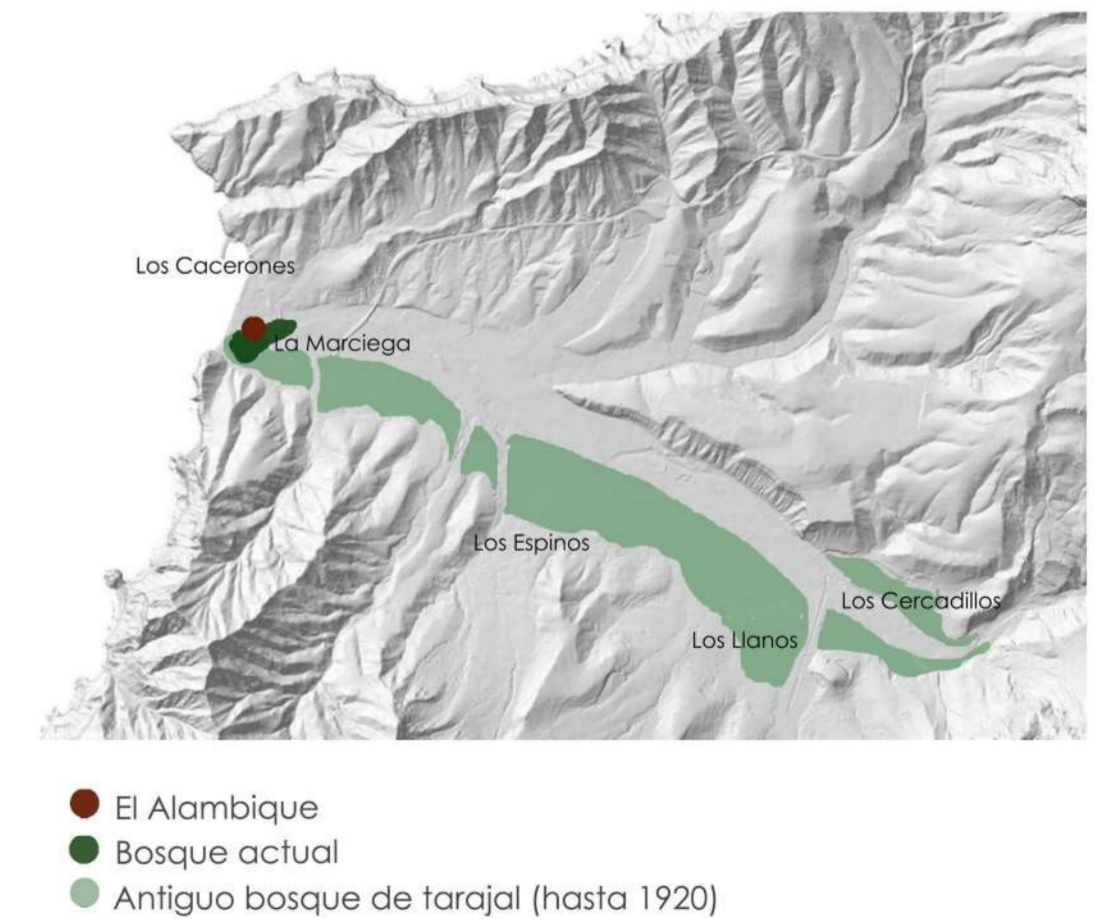 Los Cacerones
La Marciega
Los Espinos
Los Cercadillos
Los Llanos
El Alambique
Bosque actual
Antiguo bosque de tarajal (hasta 1920)